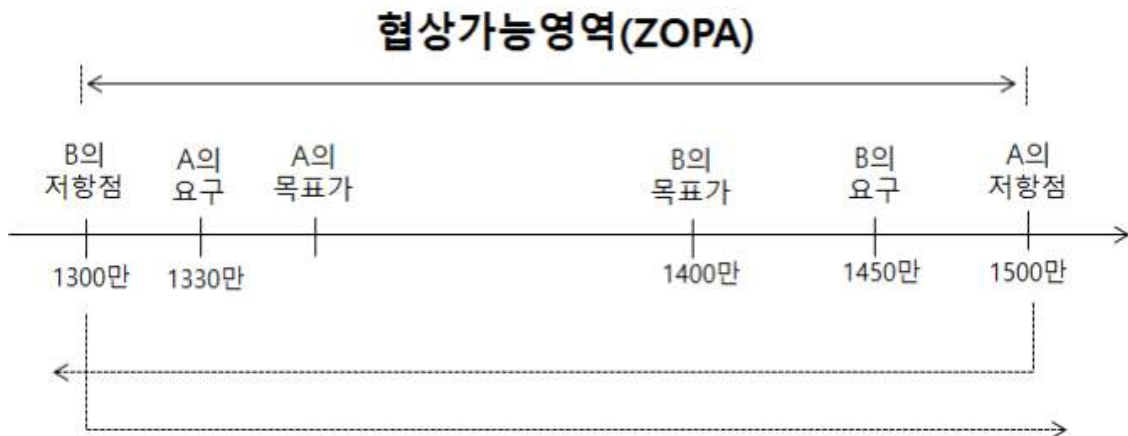 협상가능영역(ZOPA)
B의
저항점
A의
요구
A의
목표가
B의
목표가
B의
요구
A의
저항점
1300만
1330만
1400만
1450만
1500만